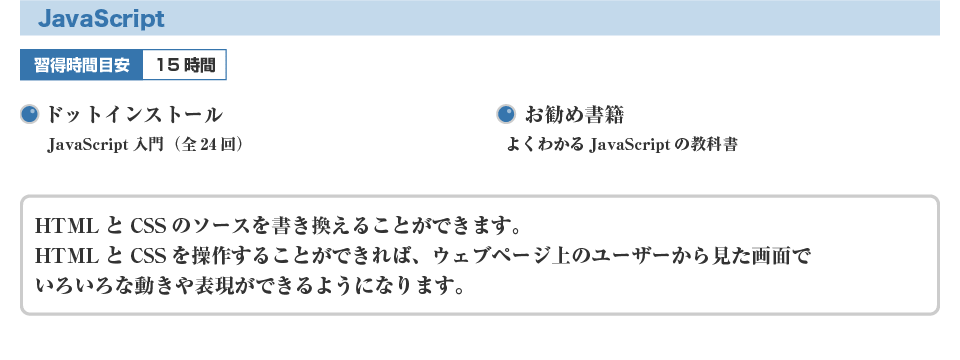 JavaScript
習得時間目安 15 時間
ドットインストール
JavaScript 入門（全 24 回）
お勧め書籍
よくわかる JavaScript の教科書
HTML と CSS のソースを書き換えることができます。
HTML と CSS を操作することができれば、ウェブページ上のユーザーから見た画面で
いろいろな動きや表現ができるようになります。